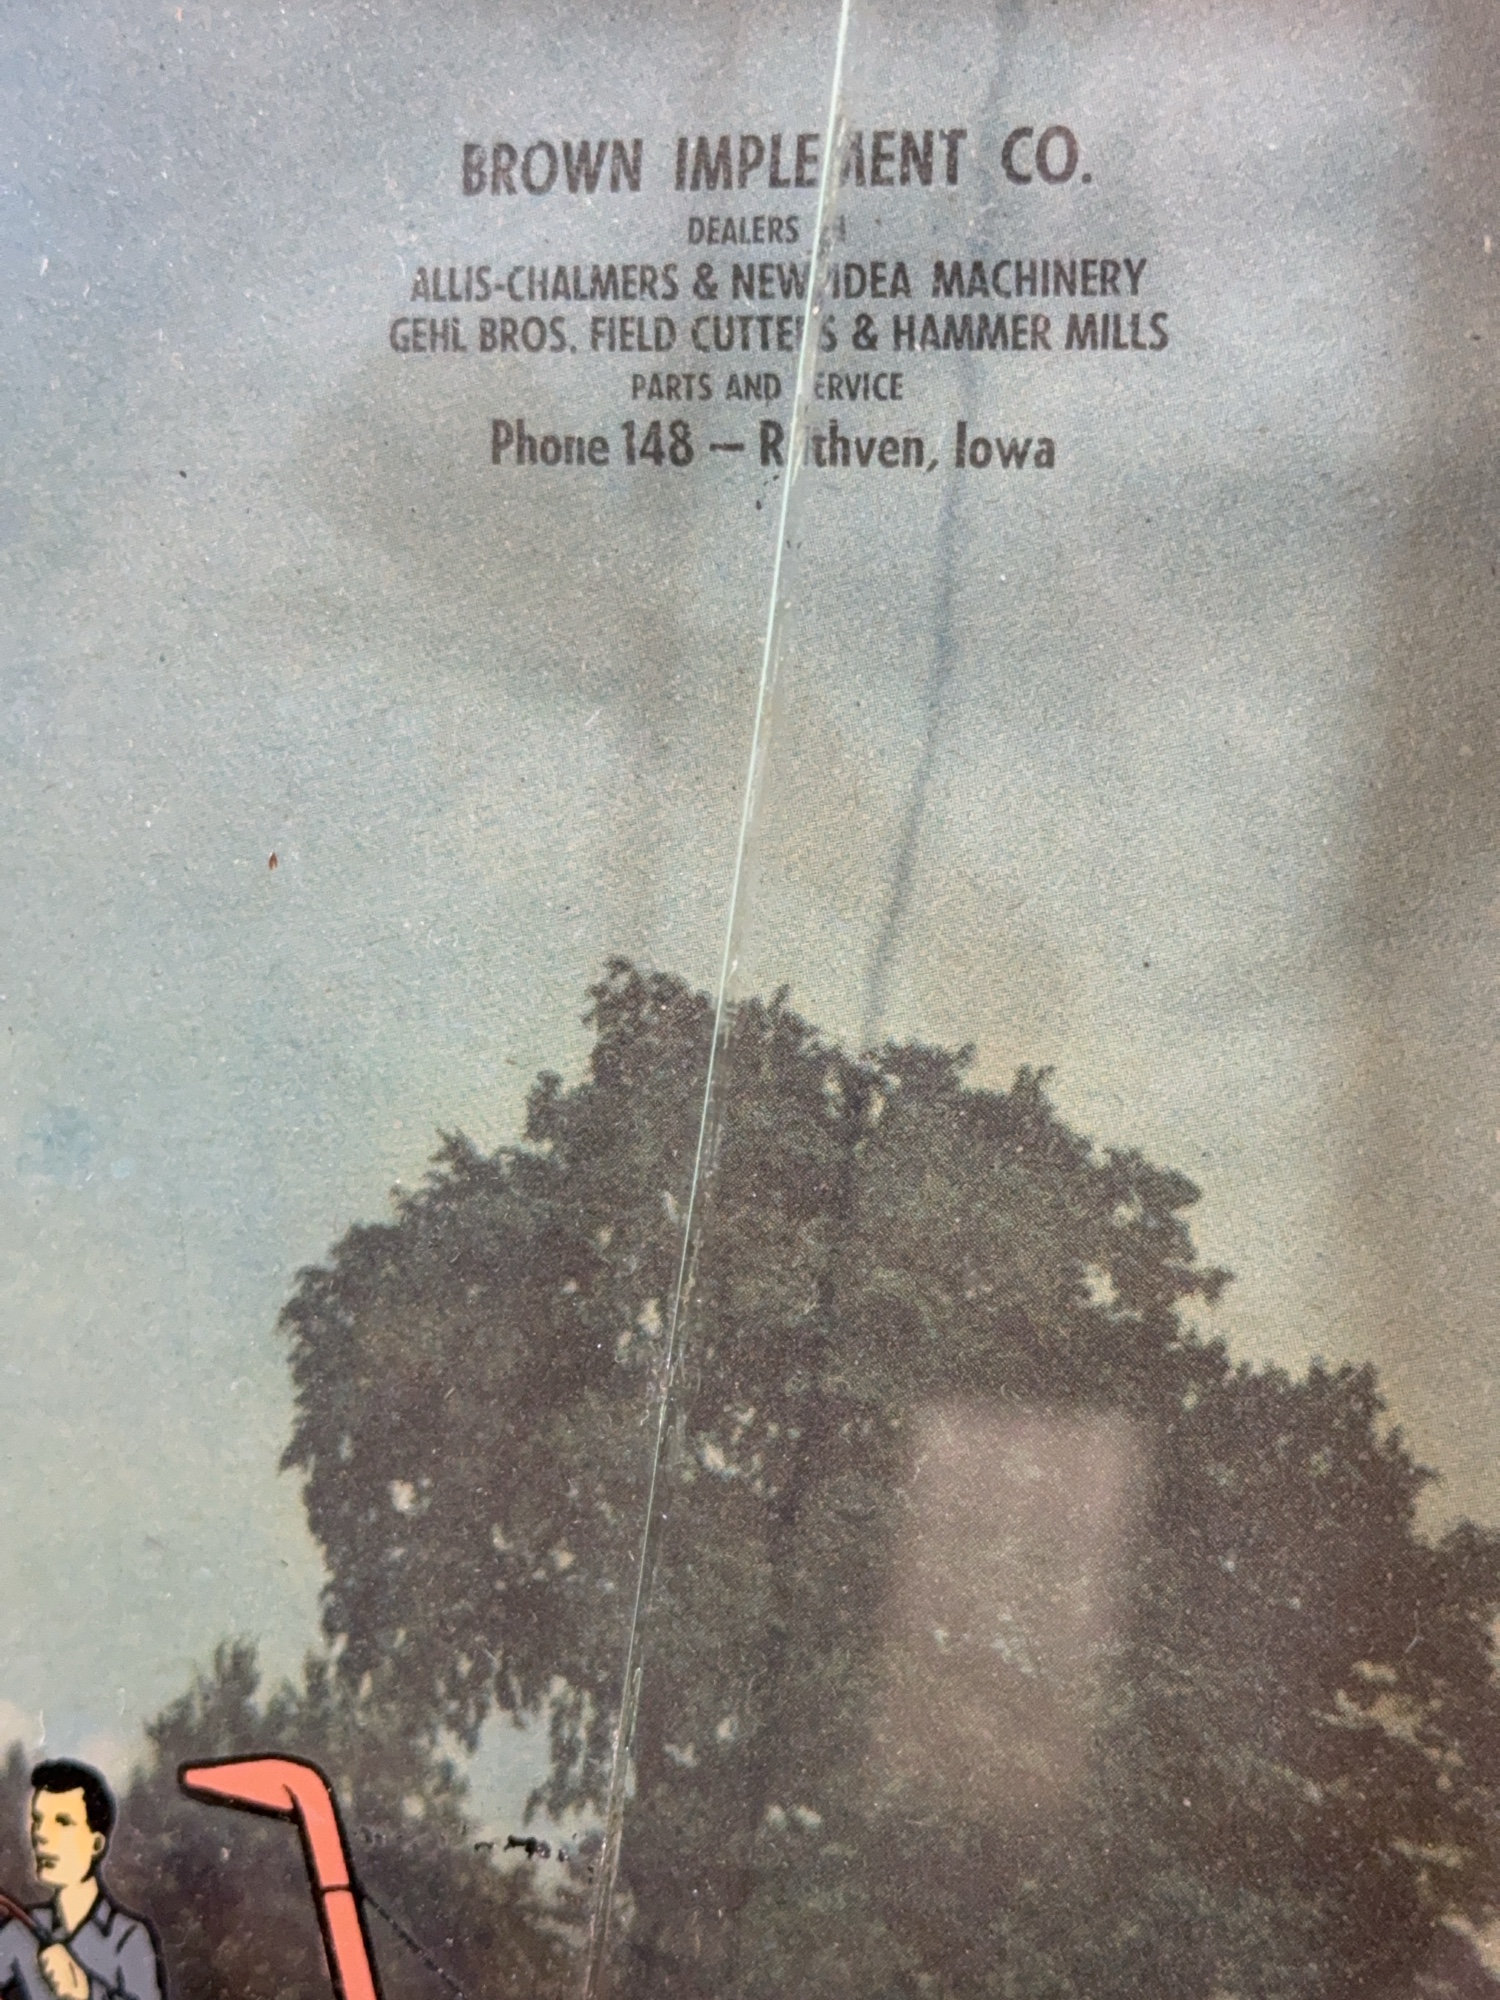 BROWN IMPLEMENT CO.
DEALERS
ALLIS-CHALMERS & NEW IDEA MACHINERY
GEHL BROS. FIELD CUTTERS & HAMMER MILLS
PARTS AND SERVICE
Phone 148 — Ruthven, Iowa